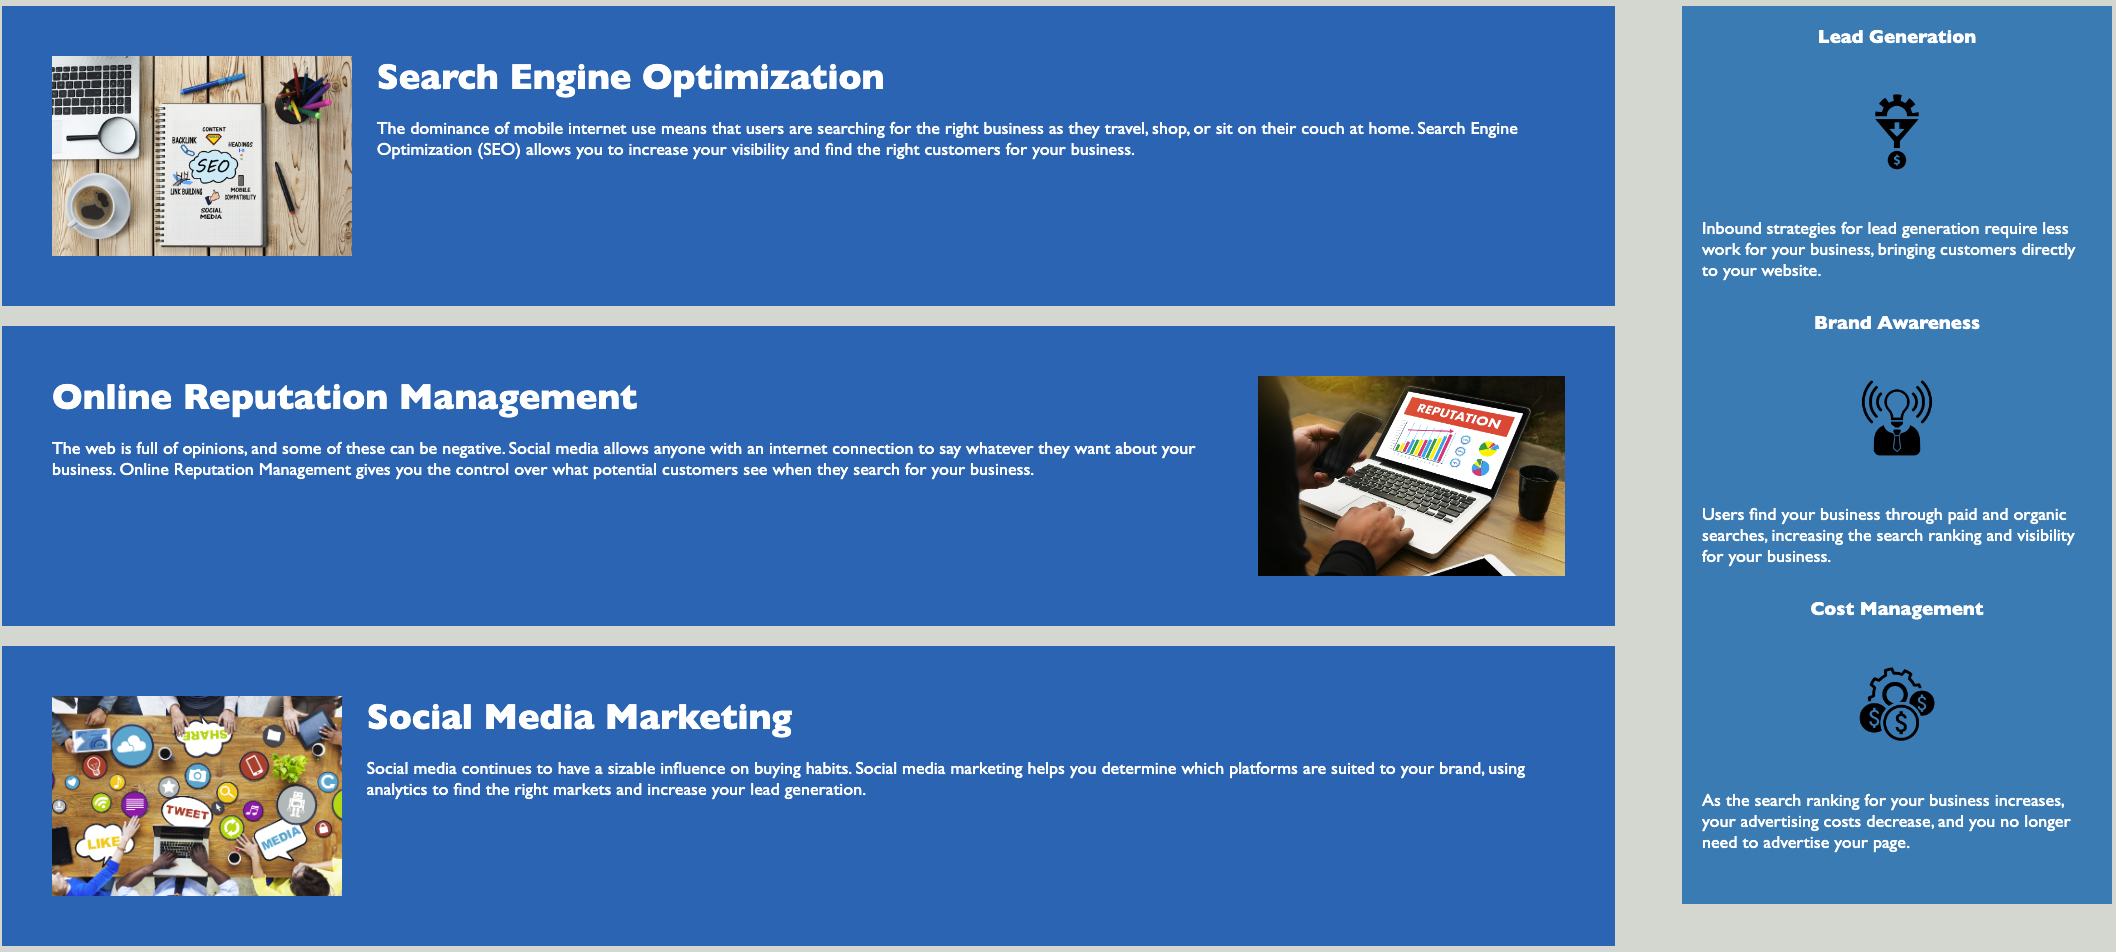 Search Engine Optimization
The dominance of mobile internet use means that users are searching for the right business as they travel, shop, or sit on their couch at home. Search Engine
Optimization (SEO) allows you to increase your visibility and find the right customers for your business.
CONTENT
BACKLINK
HEADINGS
SEO
LINK BUILDING
MOBILE
COMPATIBILITY
SOCIAL
MEDIA
Online Reputation Management
The web is full of opinions, and some of these can be negative. Social media allows anyone with an internet connection to say whatever they want about your
business. Online Reputation Management gives you the control over what potential customers see when they search for your business.
REPUTATION
Social Media Marketing
Social media continues to have a sizable influence on buying habits. Social media marketing helps you determine which platforms are suited to your brand, using
analytics to find the right markets and increase your lead generation.
SHARE
TWEET
LIKE
MEDIA
Lead Generation
$
Inbound strategies for lead generation require less
work for your business, bringing customers directly
to your website.
Brand Awareness
Users find your business through paid and organic
searches, increasing the search ranking and visibility
for your business.
Cost Management
$ $ $
As the search ranking for your business increases,
your advertising costs decrease, and you no longer
need to advertise your page.